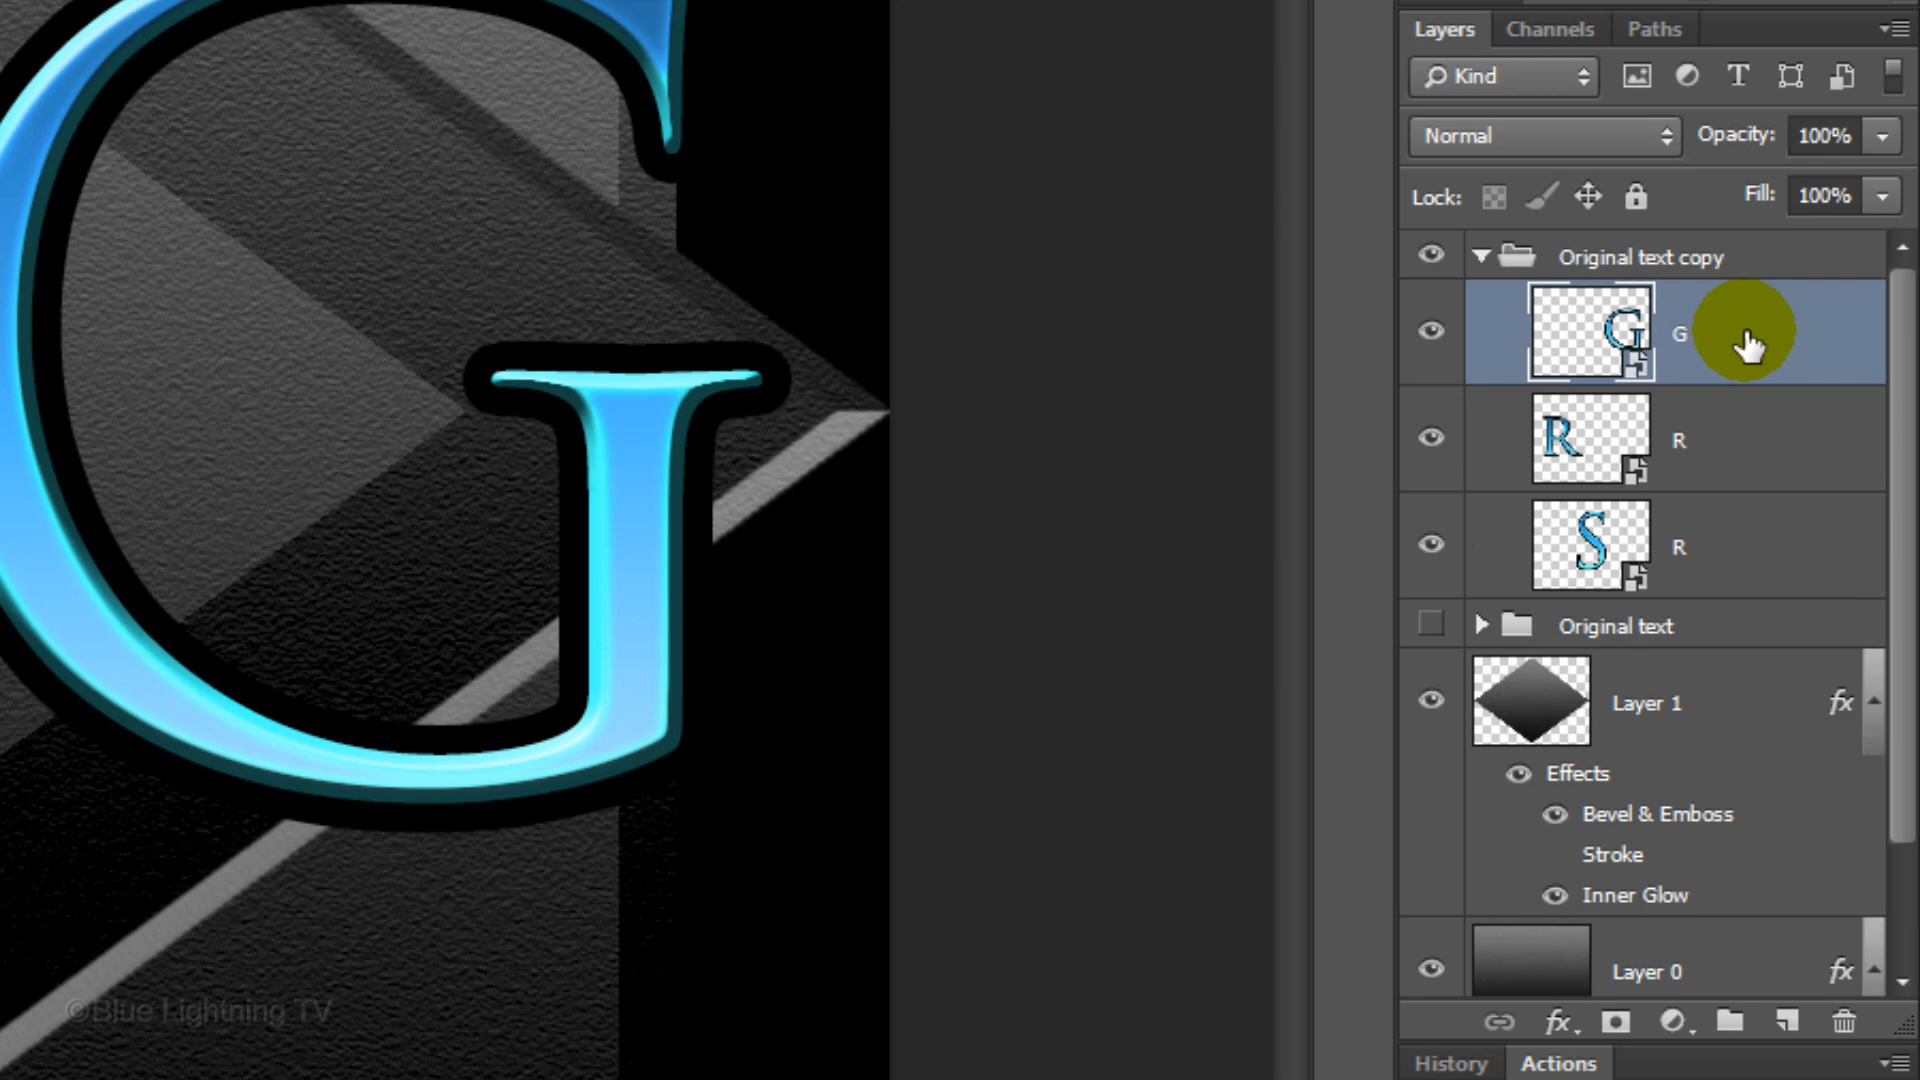 Layers Channels Paths
Kind
T
Normal Opacity: 100%
Lock: Fill: 100%
Original text copy
G G
R R
S R
Original text
Layer 1 fx
Effects
Bevel & Emboss
Stroke
Inner Glow
Layer 0 fx
fx
History Actions
G
©Blue Lightning TV